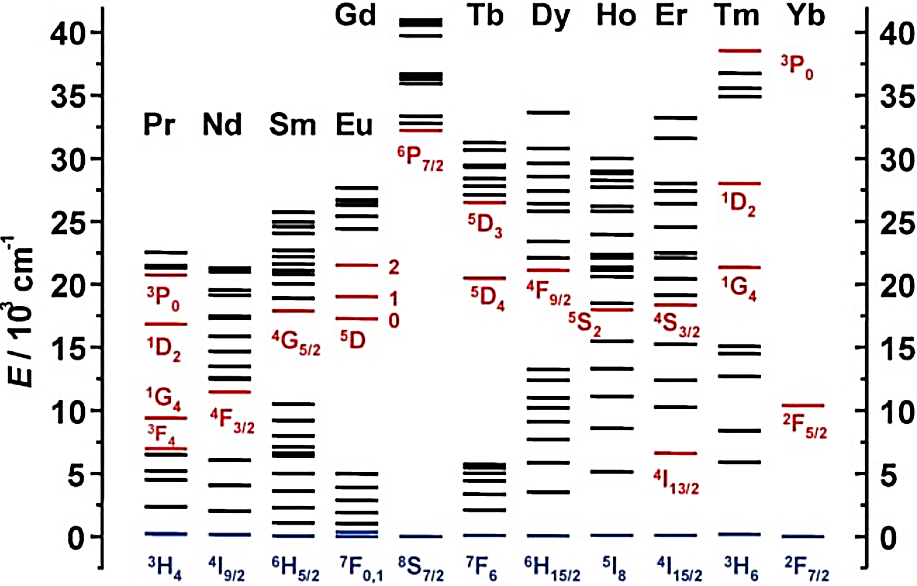 Gd Tb Dy Ho Er Tm Yb
Pr Nd Sm Eu
E / 10³ cm⁻¹
40 40
35 35
30 30
25 25
20 20
15 15
10 10
5 5
0 0
³P₀
¹D₂
¹G₄
³F₄
⁴F₃/₂
⁴G₅/₂
2
1
0
⁵D
⁶P₇/₂
⁵D₃
⁵D₄
⁴F₉/₂
⁵S₂
⁴S₃/₂
⁴I₁₃/₂
³P₀
¹D₂
¹G₄
²F₅/₂
³H₄ ⁴I₉/₂ ⁶H₅/₂ ⁷F₀,₁ ⁸S₇/₂ ⁷F₆ ⁶H₁₅/₂ ⁵I₈ ⁴I₁₅/₂ ³H₆ ²F₇/₂